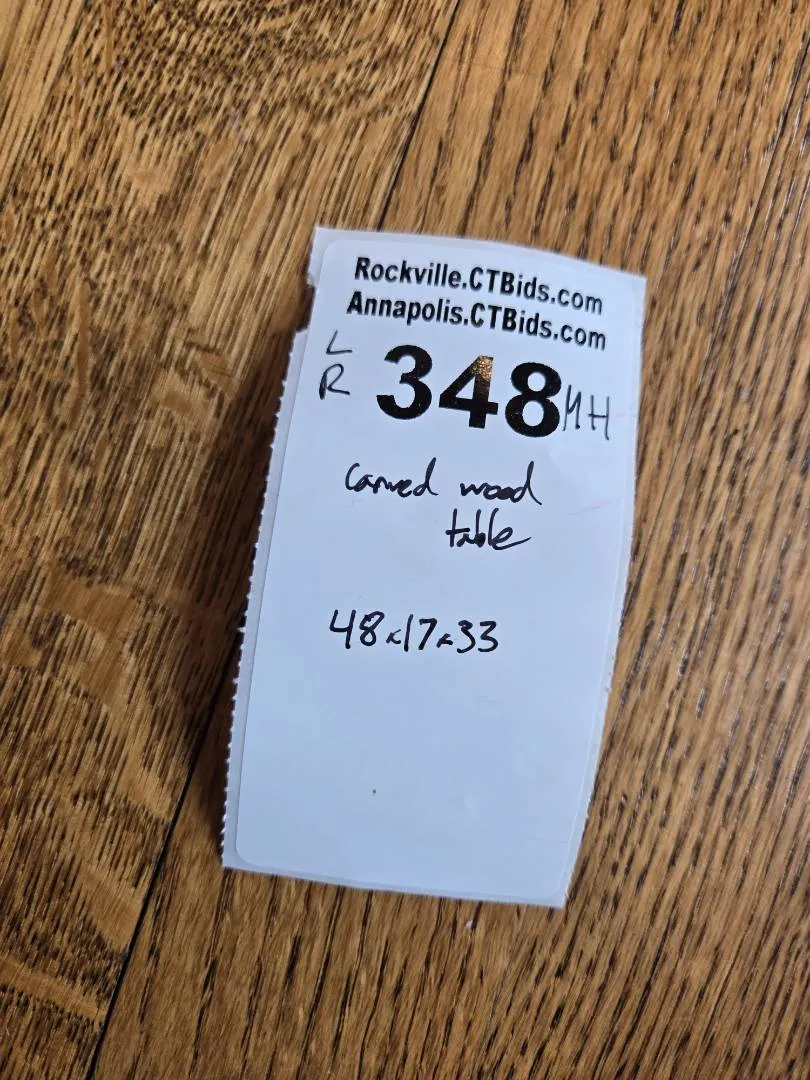 Rockville.CTBids.com
Annapolis.CTBids.com
L
R 348 MH
carved wood
table
48x17x33